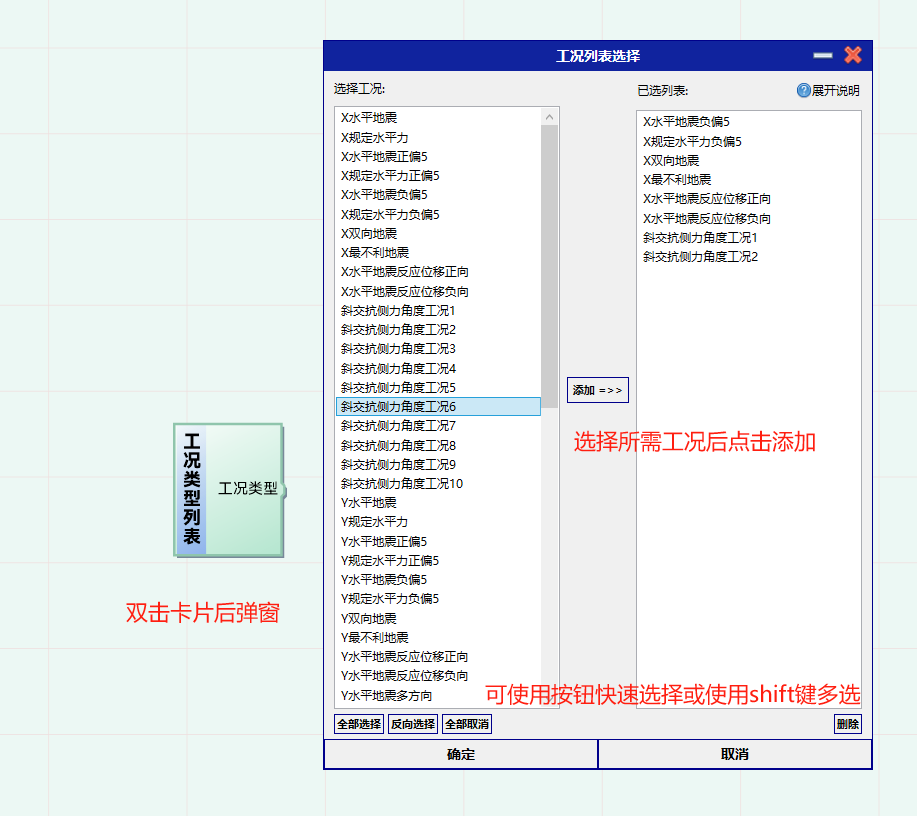 工况列表选择
选择工况:
已选列表:
?展开说明
X水平地震
X规定水平力
X水平地震正偏5
X规定水平力正偏5
X水平地震负偏5
X规定水平力负偏5
X双向地震
X最不利地震
X水平地震反应位移正向
X水平地震反应位移负向
斜交抗侧力角度工况1
斜交抗侧力角度工况2
斜交抗侧力角度工况3
斜交抗侧力角度工况4
斜交抗侧力角度工况5
斜交抗侧力角度工况6
斜交抗侧力角度工况7
斜交抗侧力角度工况8
斜交抗侧力角度工况9
斜交抗侧力角度工况10
Y水平地震
Y规定水平力
Y水平地震正偏5
Y规定水平力正偏5
Y水平地震负偏5
Y规定水平力负偏5
Y双向地震
Y最不利地震
Y水平地震反应位移正向
Y水平地震反应位移负向
Y水平地震多方向
添加 =>>
X水平地震负偏5
X规定水平力负偏5
X双向地震
X最不利地震
X水平地震反应位移正向
X水平地震反应位移负向
斜交抗侧力角度工况1
斜交抗侧力角度工况2
选择所需工况后点击添加
工况类型列表
工况类型
双击卡片后弹窗
可使用按钮快速选择或使用shift键多选
全部选择 反向选择 全部取消 删除
确定 取消